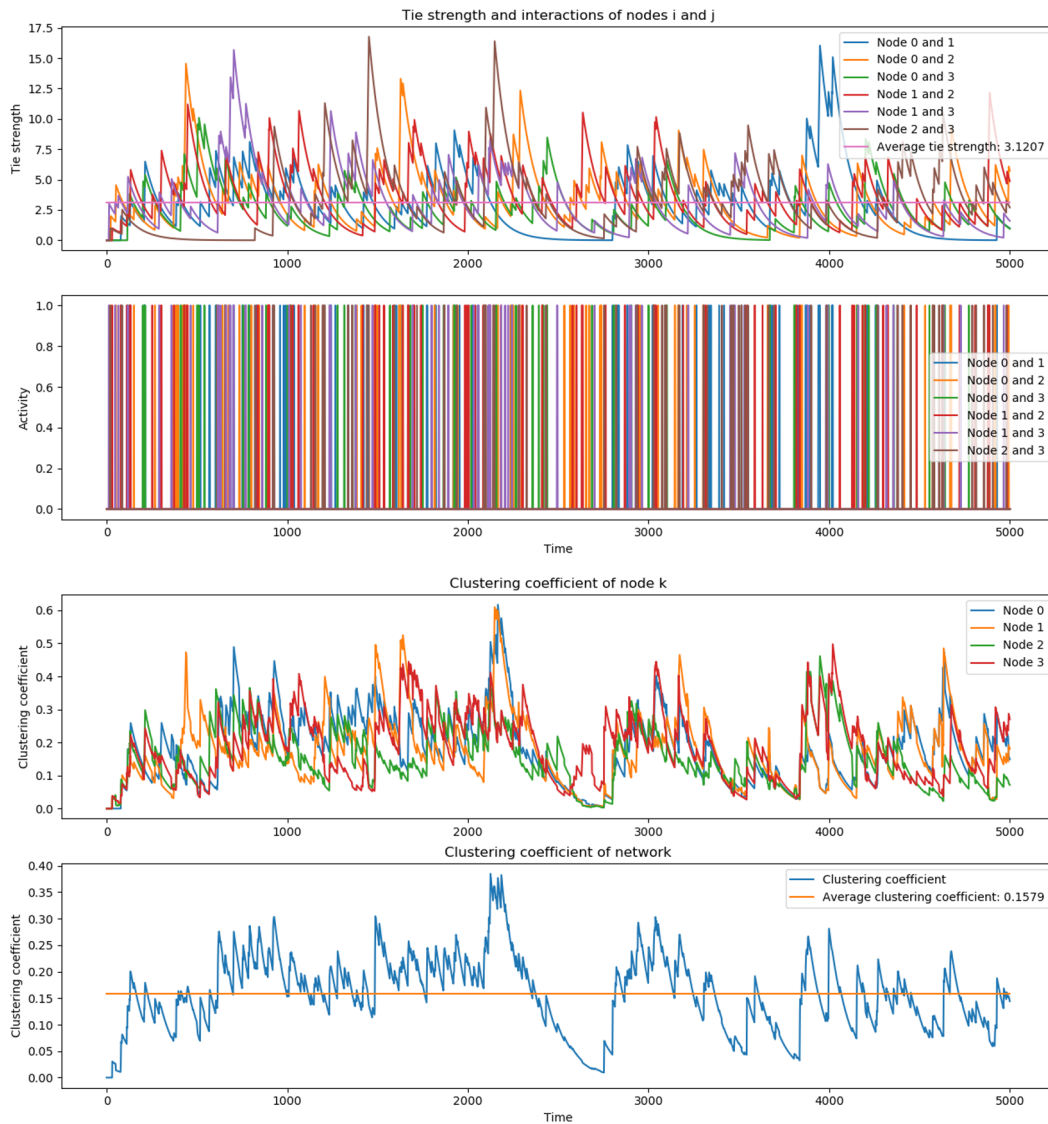 Tie strength and interactions of nodes i and j
Tie strength
17.5
15.0
12.5
10.0
7.5
5.0
2.5
0.0
Node 0 and 1
Node 0 and 2
Node 0 and 3
Node 1 and 2
Node 1 and 3
Node 2 and 3
Average tie strength: 3.1207
0 1000 2000 3000 4000 5000
Activity
1.0
0.8
0.6
0.4
0.2
0.0
Node 0 and 1
Node 0 and 2
Node 0 and 3
Node 1 and 2
Node 1 and 3
Node 2 and 3
0 1000 2000 3000 4000 5000
Time
Clustering coefficient of node k
Clustering coefficient
0.6
0.5
0.4
0.3
0.2
0.1
0.0
Node 0
Node 1
Node 2
Node 3
0 1000 2000 3000 4000 5000
Clustering coefficient of network
Clustering coefficient
0.40
0.35
0.30
0.25
0.20
0.15
0.10
0.05
0.00
Clustering coefficient
Average clustering coefficient: 0.1579
0 1000 2000 3000 4000 5000
Time